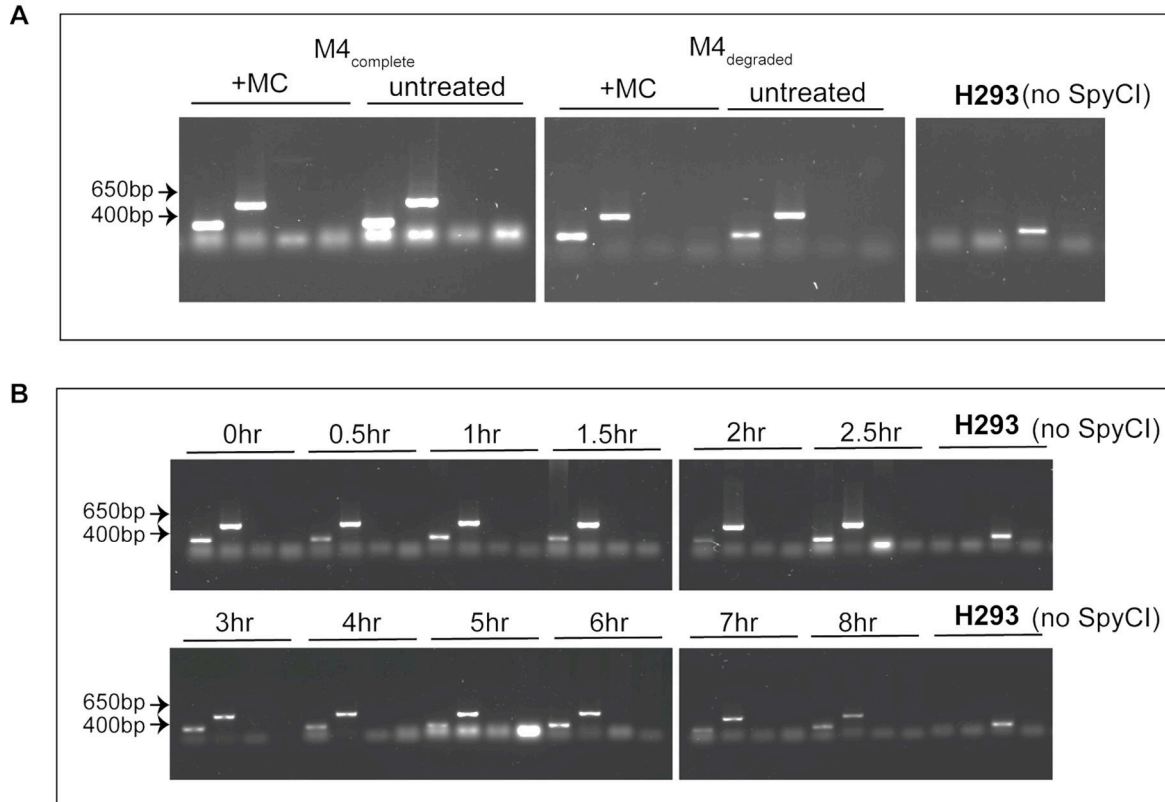 A
M4complete
M4degraded
+MC untreated +MC untreated H293 (no SpyCI)
650bp
400bp
B
0hr 0.5hr 1hr 1.5hr 2hr 2.5hr H293 (no SpyCI)
650bp
400bp
3hr 4hr 5hr 6hr 7hr 8hr H293 (no SpyCI)
650bp
400bp